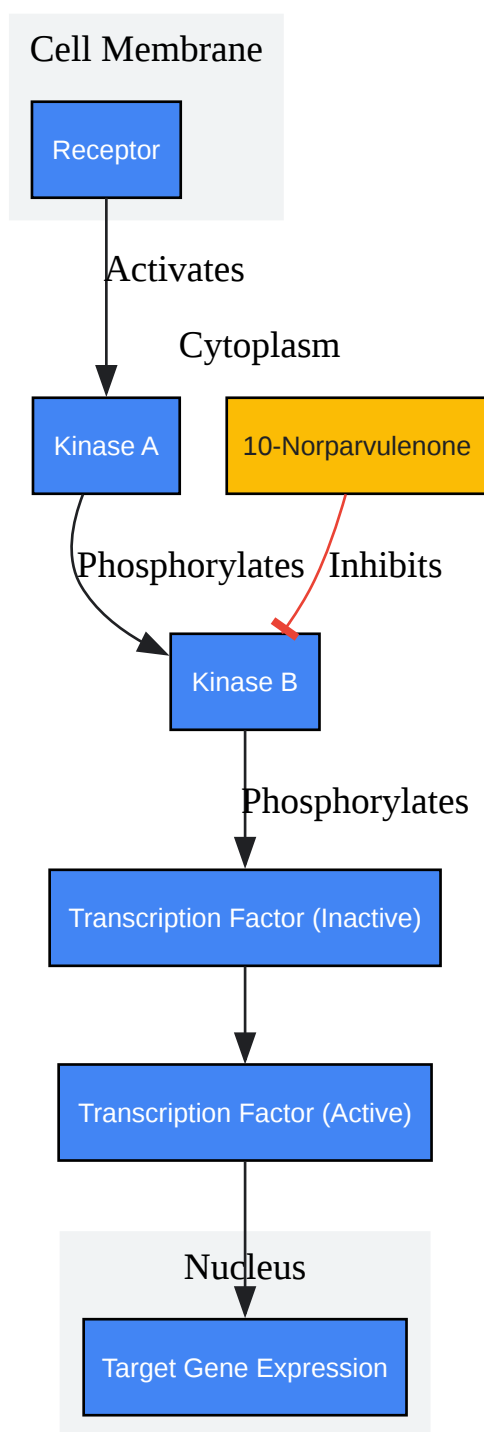 Cell Membrane
Receptor
Activates
Cytoplasm
Kinase A
10-Norparvulenone
Phosphorylates
Inhibits
Kinase B
Phosphorylates
Transcription Factor (Inactive)
Transcription Factor (Active)
Nucleus
Target Gene Expression